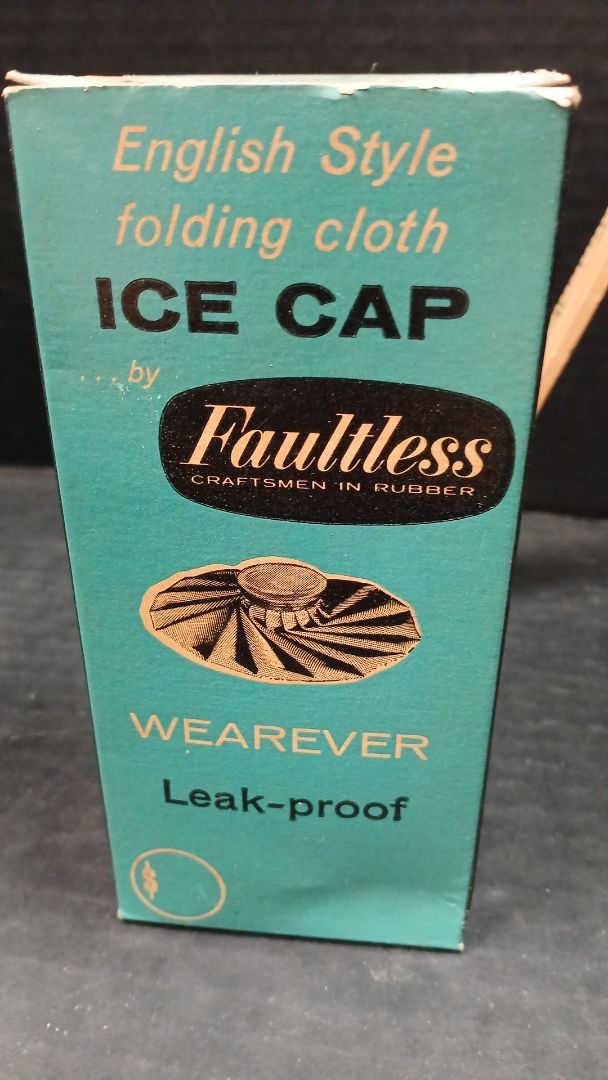 English Style
folding cloth
ICE CAP
...by
Faultless
CRAFTSMEN IN RUBBER
WEAREVER
Leak-proof
$